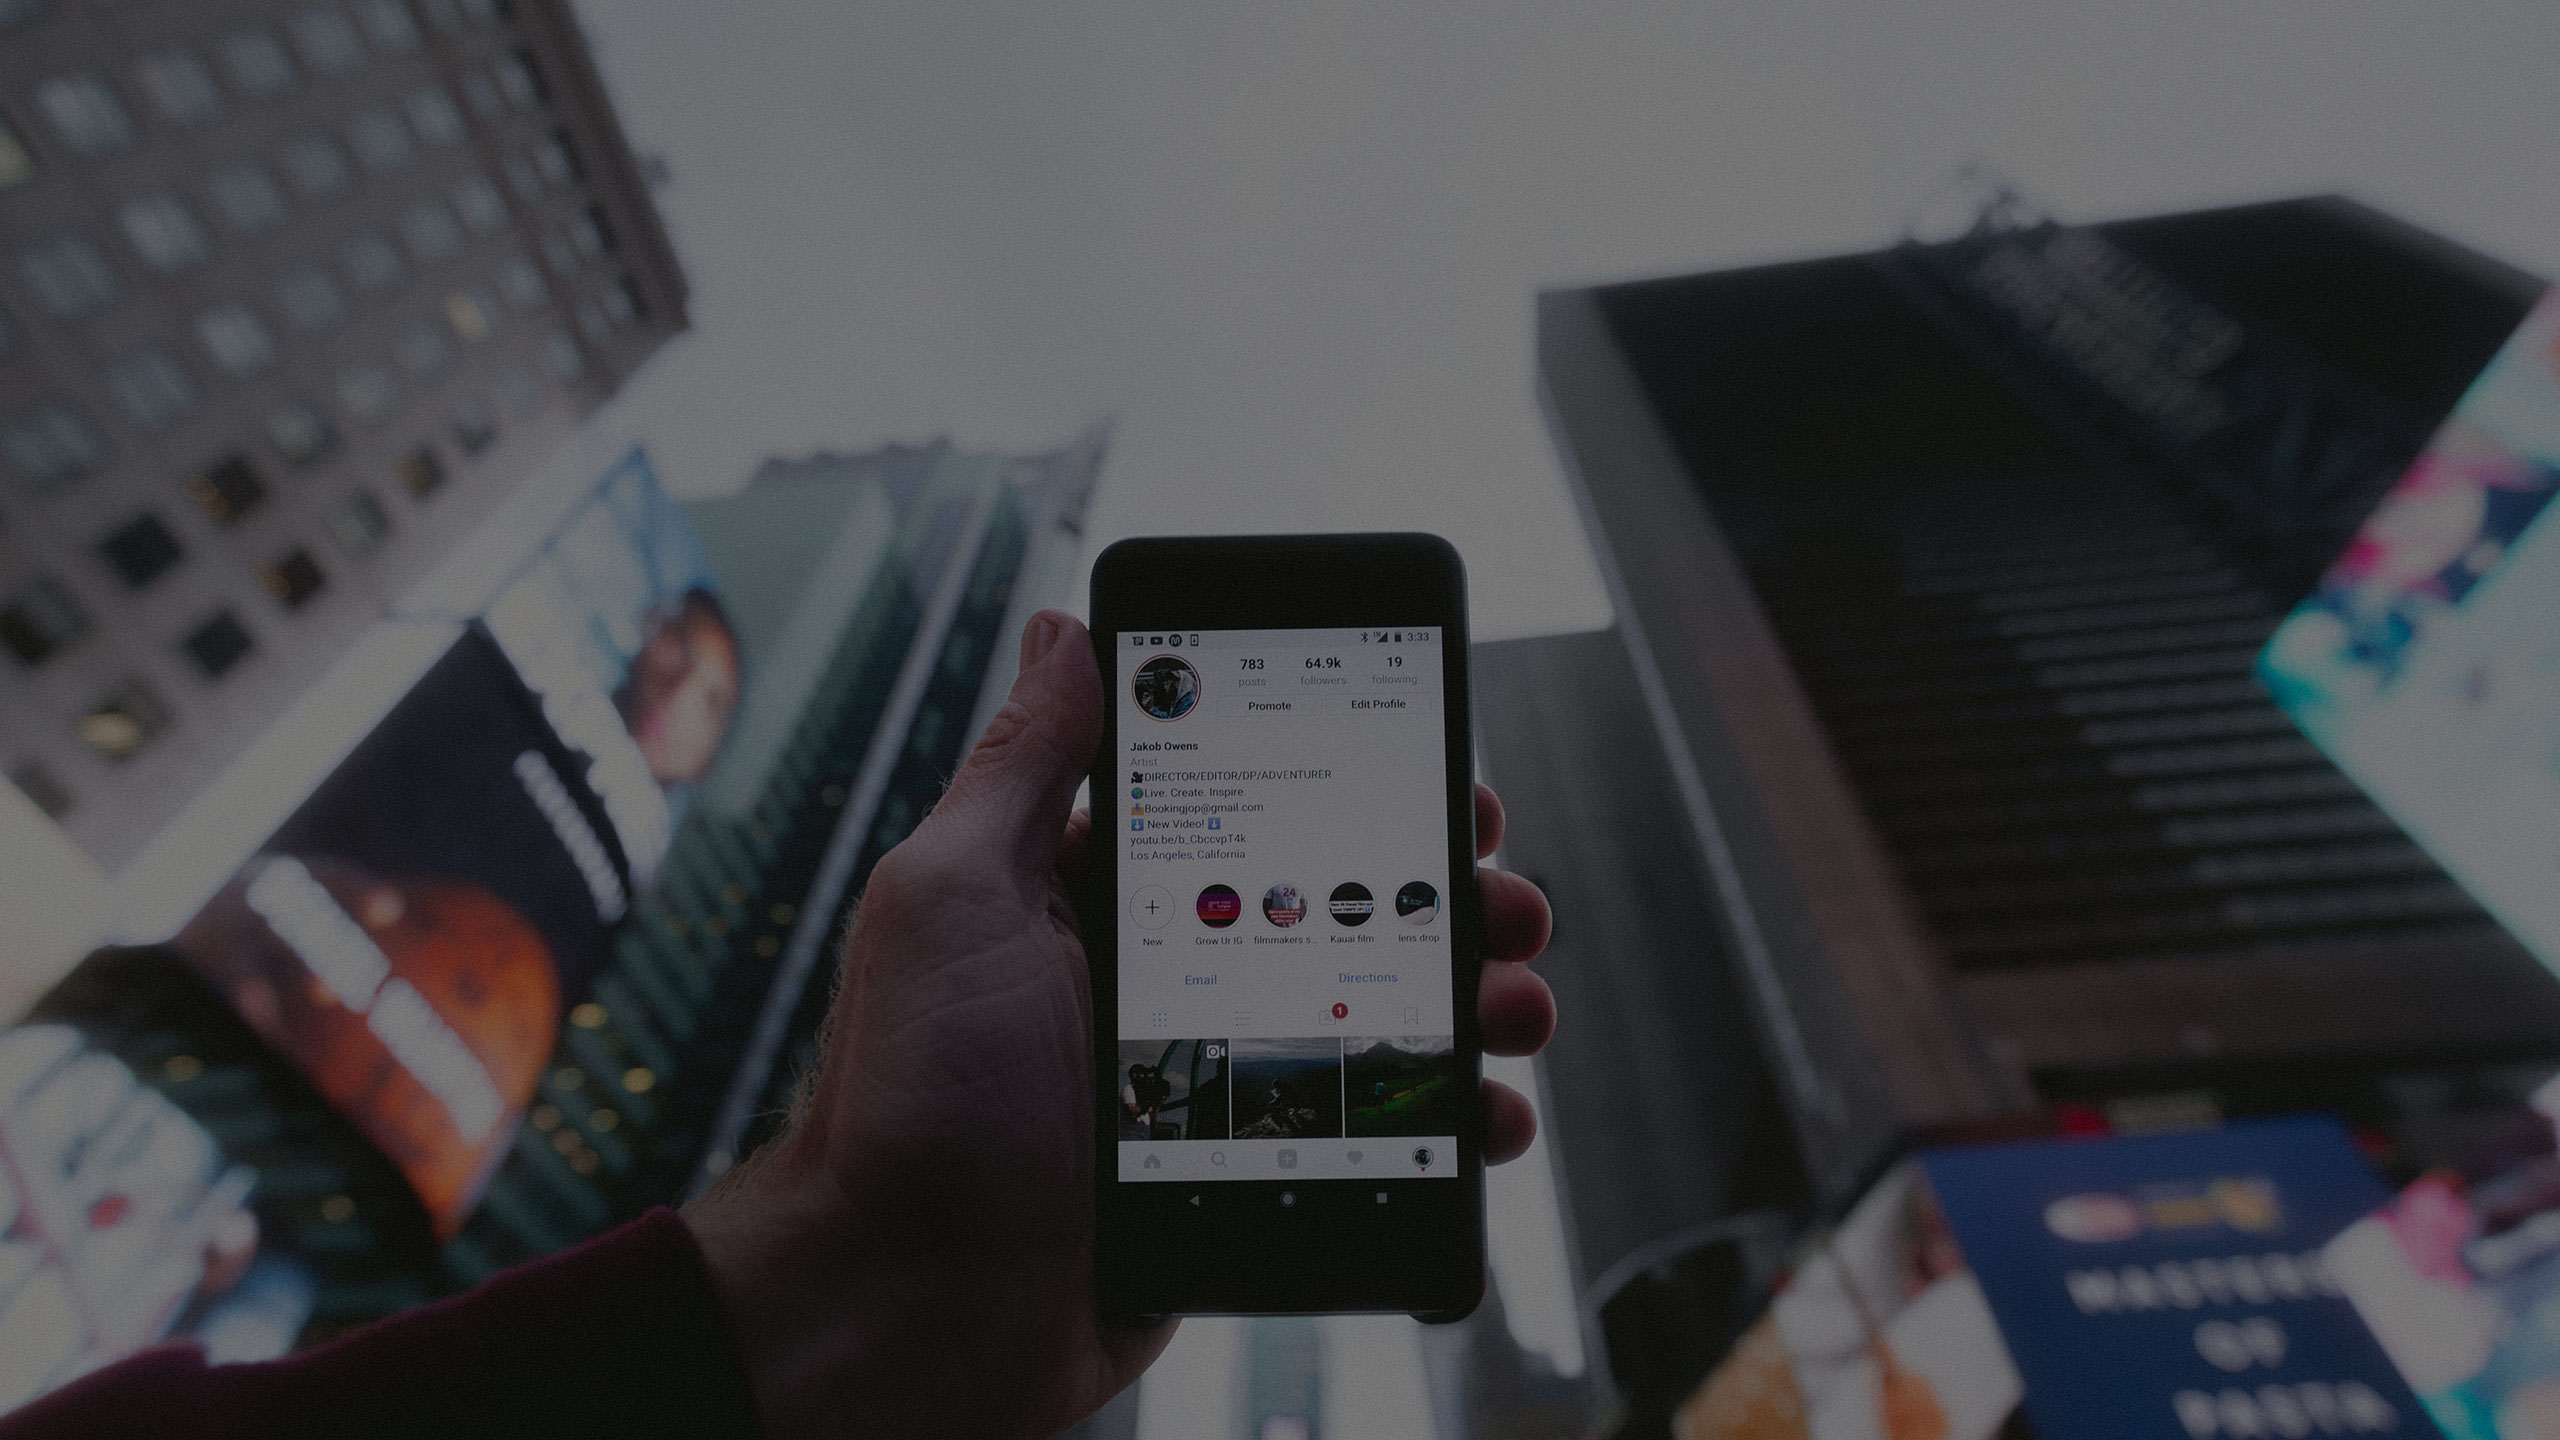 3:33
783 64.9k 19
posts followers following
Promote Edit Profile
Jakob Owens
Artist
DIRECTOR/EDITOR/DP/ADVENTURER
Live. Create. Inspire.
Bookingjop@gmail.com
New Video!
youtu.be/b_CbccvpT4k
Los Angeles, California
24
New Grow Ur IG filmmakers s... Kauai film lens drop
Email Directions
1
MASTERS
OF
PASTA